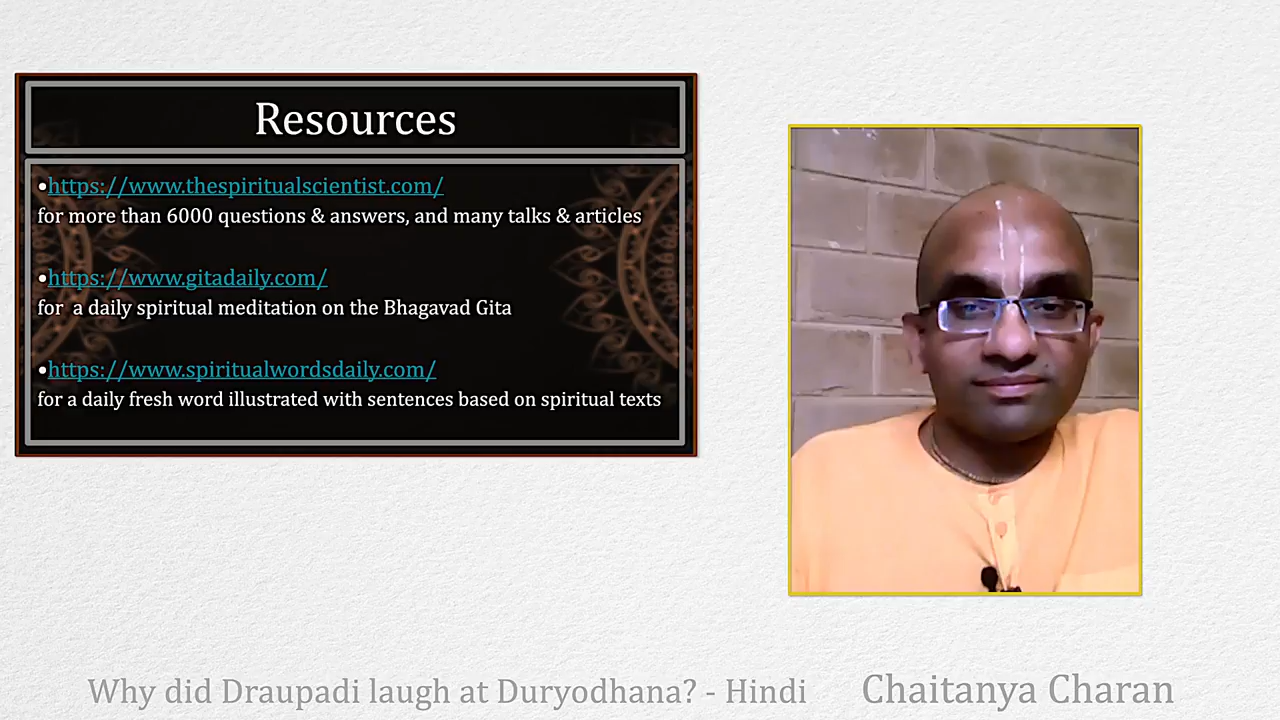 Resources
•https://www.thespiritualscientist.com/
for more than 6000 questions & answers, and many talks & articles
•https://www.gitadaily.com/
for  a daily spiritual meditation on the Bhagavad Gita
•https://www.spiritualwordsdaily.com/
for a daily fresh word illustrated with sentences based on spiritual texts
Why did Draupadi laugh at Duryodhana? - Hindi
Chaitanya Charan